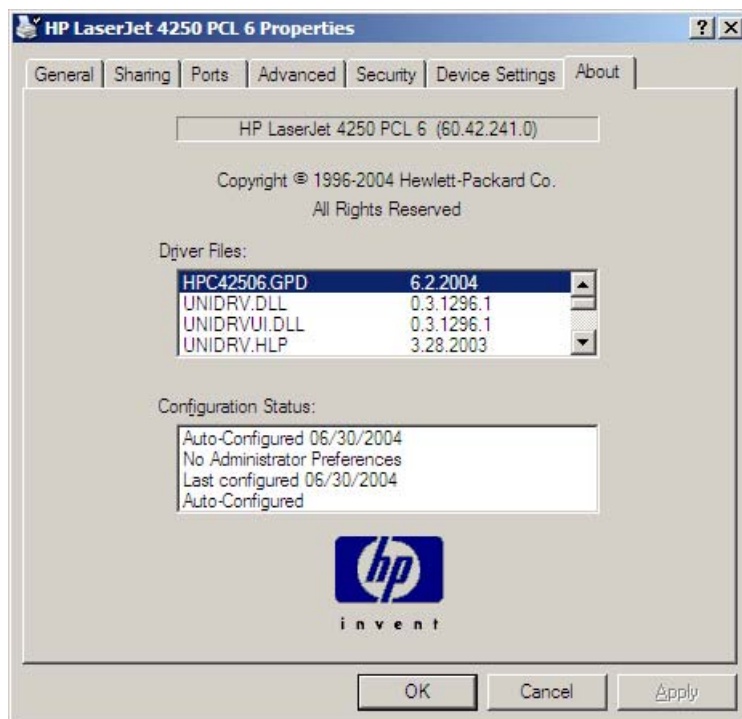 HP LaserJet 4250 PCL 6 Properties
General Sharing Ports Advanced Security Device Settings About
HP LaserJet 4250 PCL 6 (60.42.241.0)
Copyright © 1996-2004 Hewlett-Packard Co.
All Rights Reserved
Driver Files:
HPC42506.GPD 6.2.2004
UNIDRV.DLL 0.3.1296.1
UNIDRVUI.DLL 0.3.1296.1
UNIDRV.HLP 3.28.2003
Configuration Status:
Auto-Configured 06/30/2004
No Administrator Preferences
Last configured 06/30/2004
Auto-Configured
hp
invent
OK Cancel Apply